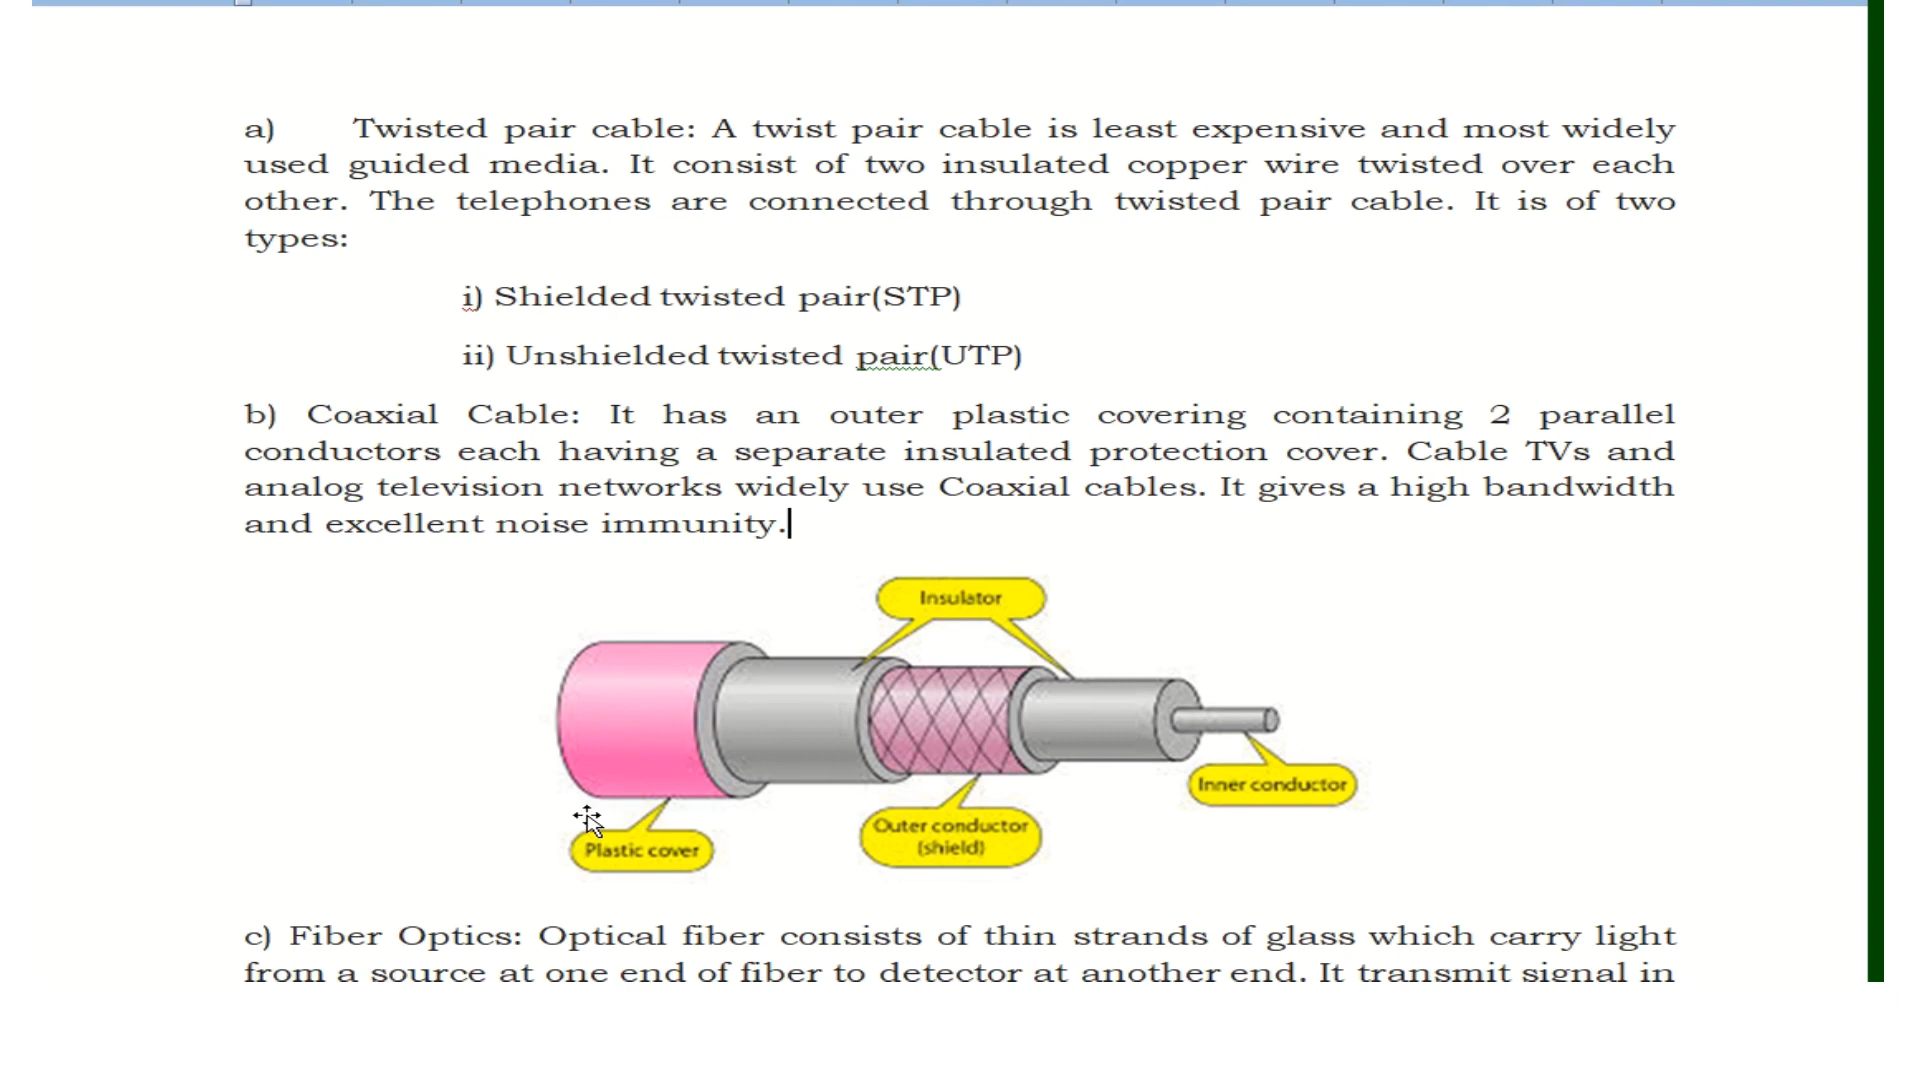 a) Twisted pair cable: A twist pair cable is least expensive and most widely
used guided media. It consist of two insulated copper wire twisted over each
other. The telephones are connected through twisted pair cable. It is of two
types:
i) Shielded twisted pair(STP)
ii) Unshielded twisted pair(UTP)
b) Coaxial Cable: It has an outer plastic covering containing 2 parallel
conductors each having a separate insulated protection cover. Cable TVs and
analog television networks widely use Coaxial cables. It gives a high bandwidth
and excellent noise immunity.
Insulator
Inner conductor
Outer conductor
(shield)
Plastic cover
c) Fiber Optics: Optical fiber consists of thin strands of glass which carry light
from a source at one end of fiber to detector at another end. It transmit signal in